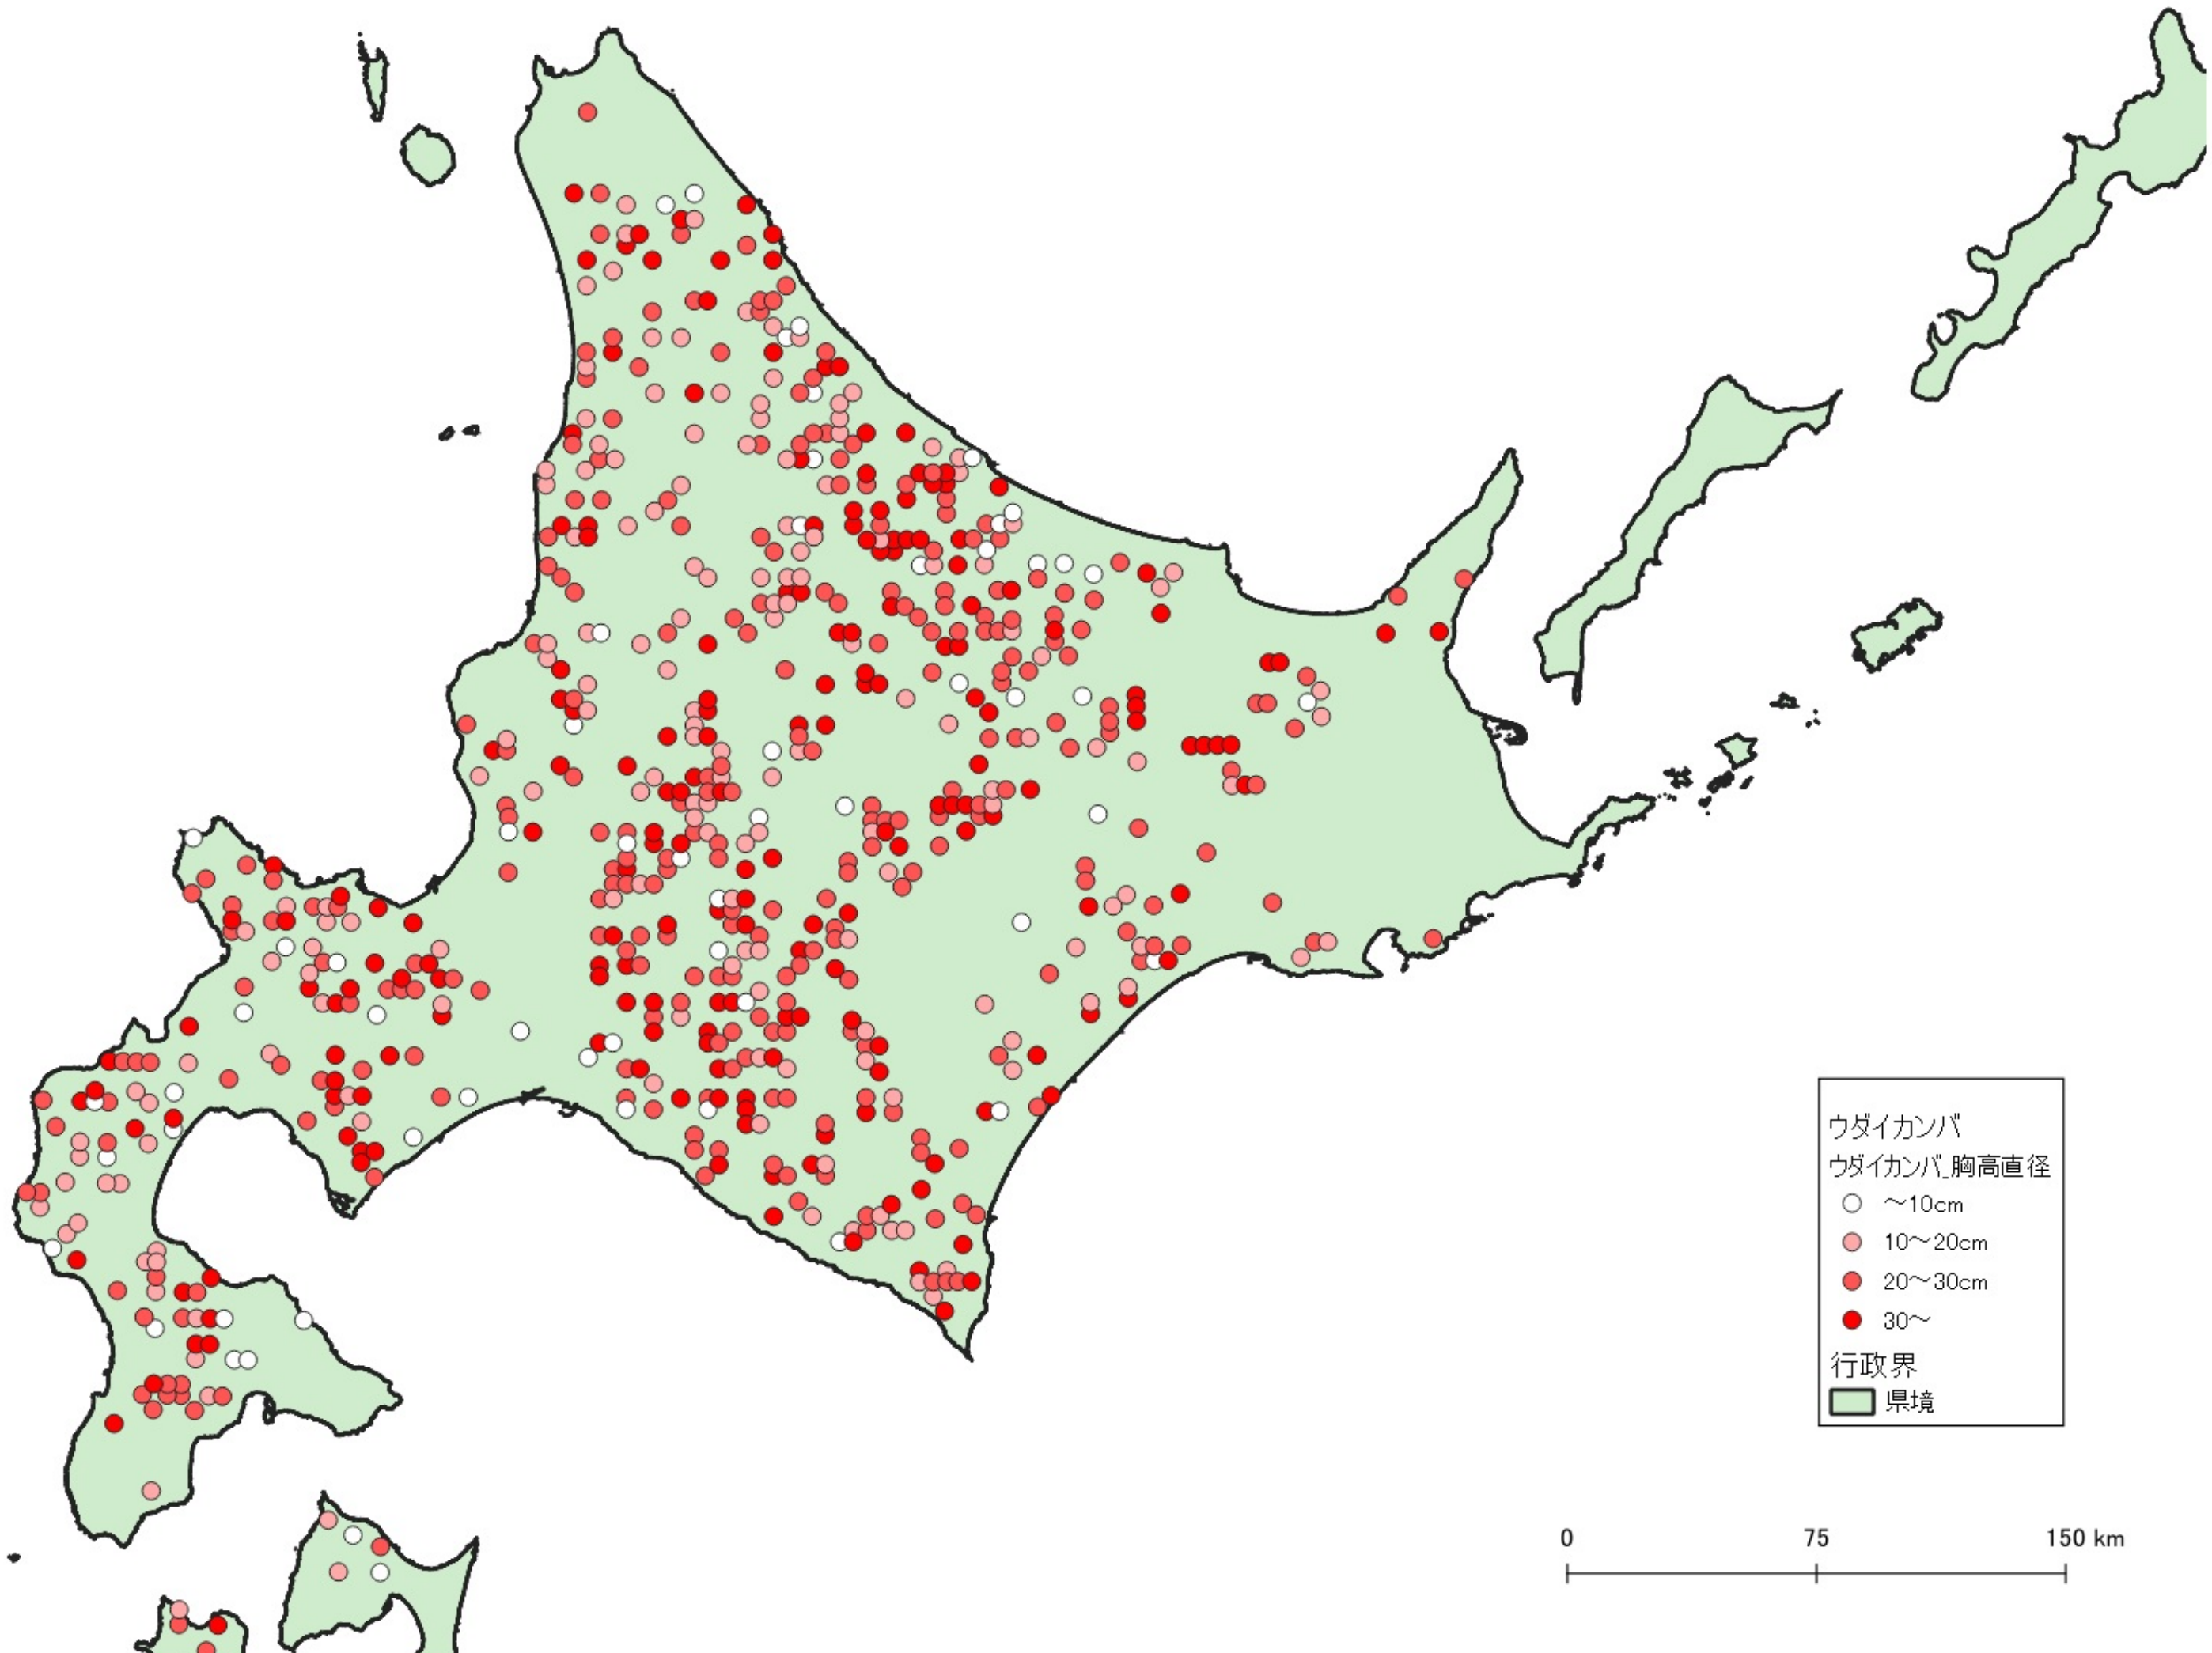 ウダイカンバ
ウダイカンバ_胸高直径
～10cm
10～20cm
20～30cm
30～
行政界
県境
0 75 150 km